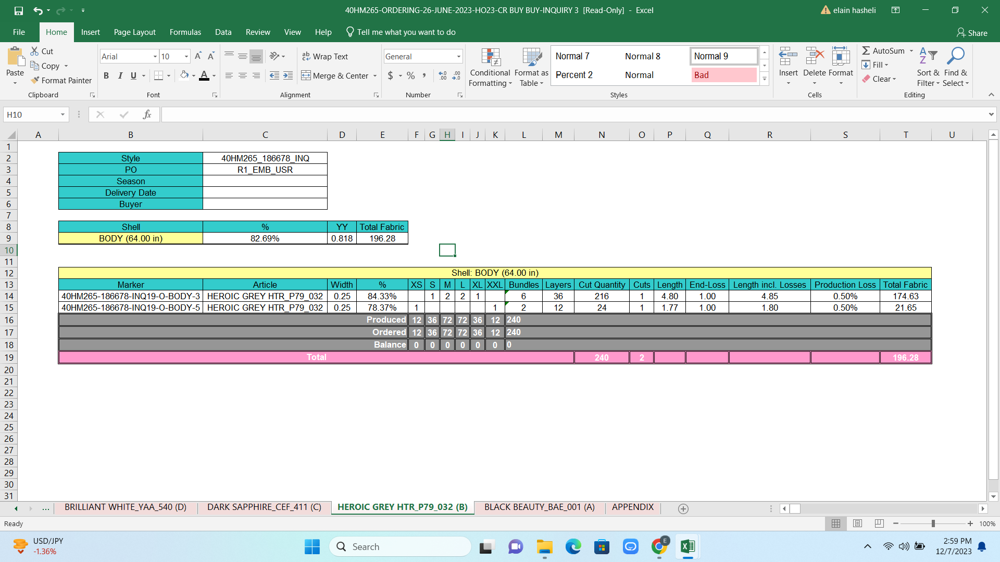 40HM265-ORDERING-26-JUNE-2023-HO23-CR BUY BUY-INQUIRY 3 [Read-Only] - Excel
elain hasheli
File Home Insert Page Layout Formulas Data Review View Help Tell me what you want to do Share
Paste
Cut
Copy
Format Painter
Clipboard
Arial 10
B I U A
Font
ab Wrap Text
Merge & Center
Alignment
General
$ % , .00 .00
Number
Conditional Formatting
Format as Table
Normal 7 Normal 8 Normal 9
Percent 2 Normal Bad
Styles
Insert Delete Format
Cells
AutoSum
Fill
Clear
Sort & Filter
Find & Select
Editing
H10 fx
A B C D E F G H I J K L M N O P Q R S T U
1
2 Style 40HM265_186678_INQ
3 PO R1_EMB_USR
4 Season
5 Delivery Date
6 Buyer
7
8 Shell % YY Total Fabric
9 BODY (64.00 in) 82.69% 0.818 196.28
10
11
12 Shell: BODY (64.00 in)
13 Marker Article Width % XS S M L XL XXL Bundles Layers Cut Quantity Cuts Length End-Loss Length incl. Losses Production Loss Total Fabric
14 40HM265-186678-INQ19-O-BODY-3 HEROIC GREY HTR_P79_032 0.25 84.33% 1 2 2 1 6 36 216 1 4.80 1.00 4.85 0.50% 174.63
15 40HM265-186678-INQ19-O-BODY-5 HEROIC GREY HTR_P79_032 0.25 78.37% 1 1 2 12 24 1 1.77 1.00 1.80 0.50% 21.65
16 Produced 12 36 72 72 36 12 240
17 Ordered 12 36 72 72 36 12 240
18 Balance 0 0 0 0 0 0 0
19 Total 240 2 196.28
20
21
22
23
24
25
26
27
28
29
30
31
... BRILLIANT WHITE_YAA_540 (D) DARK SAPPHIRE_CEF_411 (C) HEROIC GREY HTR_P79_032 (B) BLACK BEAUTY_BAE_001 (A) APPENDIX
Ready 100%
USD/JPY
-1.36%
Search
E
2:59 PM
12/7/2023